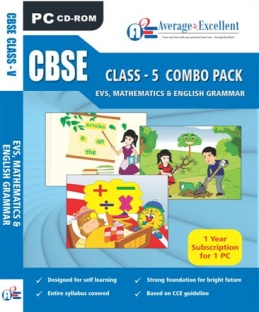 PC CD-ROM
Average 2 Excellent
CBSE
CLASS - 5 COMBO PACK
EVS, MATHEMATICS & ENGLISH GRAMMAR
Articles
a an
the
1 Year
Subscription
for 1 PC
Designed for self learning
Strong foundation for bright future
Entire syllabus covered
Based on CCE guideline
CBSE CLASS-V
EVS, MATHEMATICS &
ENGLISH GRAMMAR